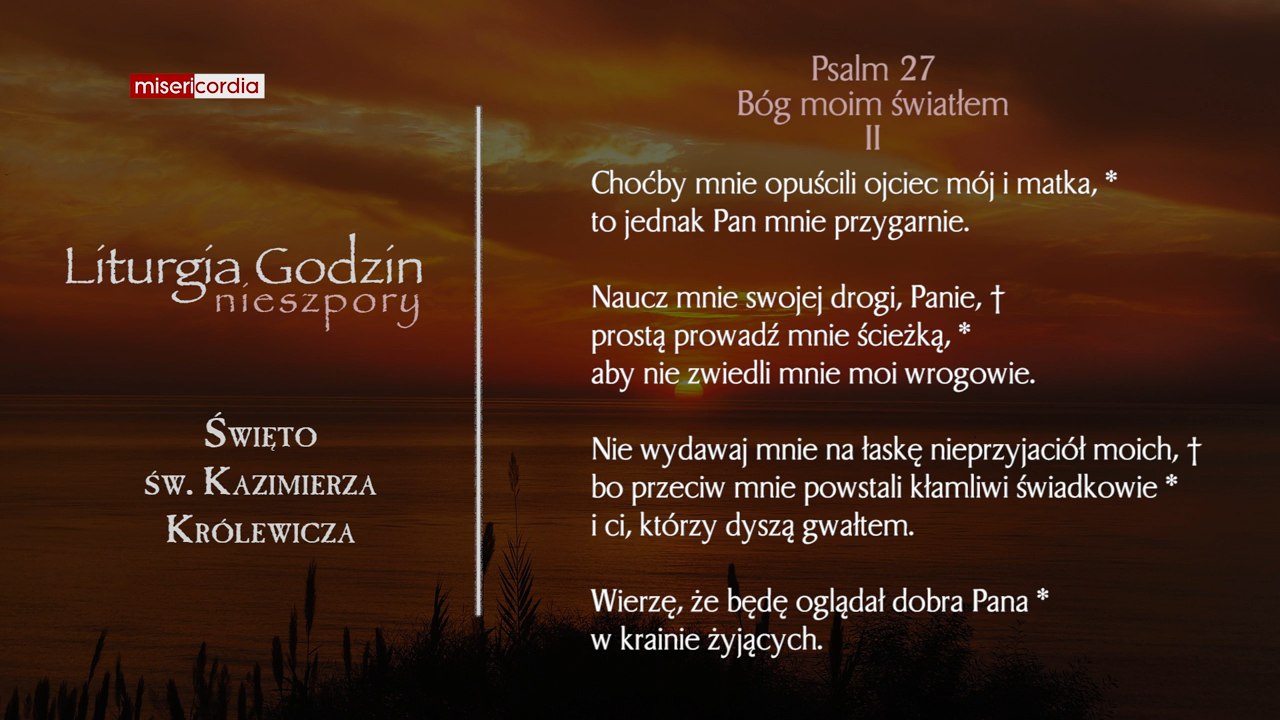 misericordia
Liturgia Godzin
nieszpory
Święto
św. Kazimierza
Królewicza
Psalm 27
Bóg moim światłem
II
Choćby mnie opuścili ojciec mój i matka, *
to jednak Pan mnie przygarnie.
Naucz mnie swojej drogi, Panie, †
prostą prowadź mnie ścieżką, *
aby nie zwiedli mnie moi wrogowie.
Nie wydawaj mnie na łaskę nieprzyjaciół moich, †
bo przeciw mnie powstali kłamliwi świadkowie *
i ci, którzy dyszą gwałtem.
Wierzę, że będę oglądał dobra Pana *
w krainie żyjących.